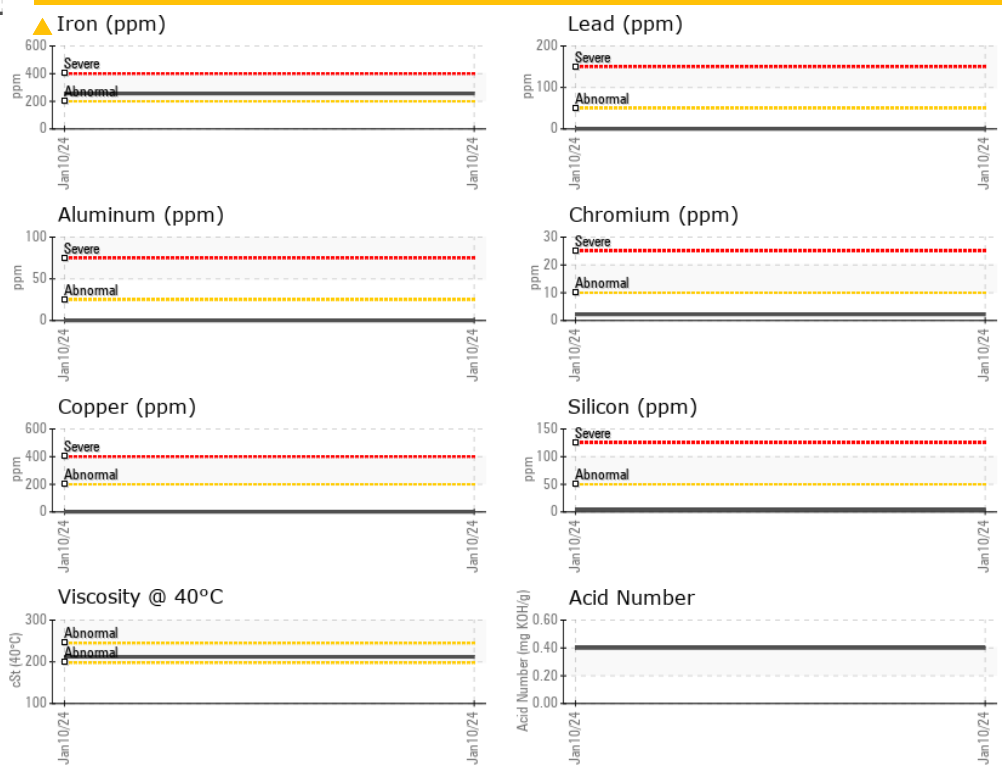 Iron (ppm)
600
400
200
0
ppm
Severe
Abnormal
Jan10/24
Jan10/24
Lead (ppm)
200
100
0
ppm
Severe
Abnormal
Jan10/24
Jan10/24
Aluminum (ppm)
100
50
0
ppm
Severe
Abnormal
Jan10/24
Jan10/24
Chromium (ppm)
30
20
10
0
ppm
Severe
Abnormal
Jan10/24
Jan10/24
Copper (ppm)
600
400
200
0
ppm
Severe
Abnormal
Jan10/24
Jan10/24
Silicon (ppm)
150
100
50
0
ppm
Severe
Abnormal
Jan10/24
Jan10/24
Viscosity @ 40°C
300
200
100
cSt (40°C)
Abnormal
Abnormal
Jan10/24
Jan10/24
Acid Number
0.60
0.40
0.20
0.00
Acid Number (mg KOH/g)
Jan10/24
Jan10/24